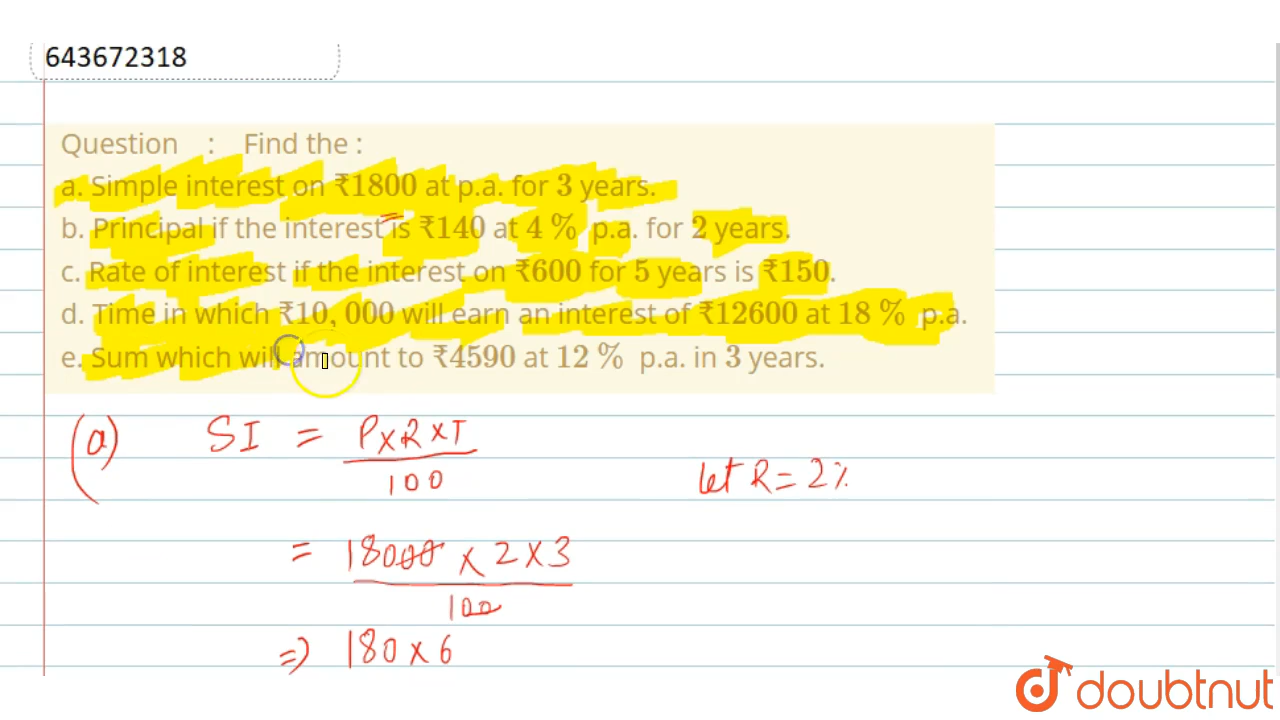 643672318
Question : Find the :
a. Simple interest on ₹1800 at p.a. for 3 years.
b. Principal if the interest is ₹140 at 4 % p.a. for 2 years.
c. Rate of interest if the interest on ₹600 for 5 years is ₹150.
d. Time in which ₹10, 000 will earn an interest of ₹12600 at 18 % p.a.
e. Sum which will amount to ₹4590 at 12 % p.a. in 3 years.
(a) SI = P×R×T
100
let R = 2%
= 18000 × 2 × 3
100
=) 180 × 6
doubtnut